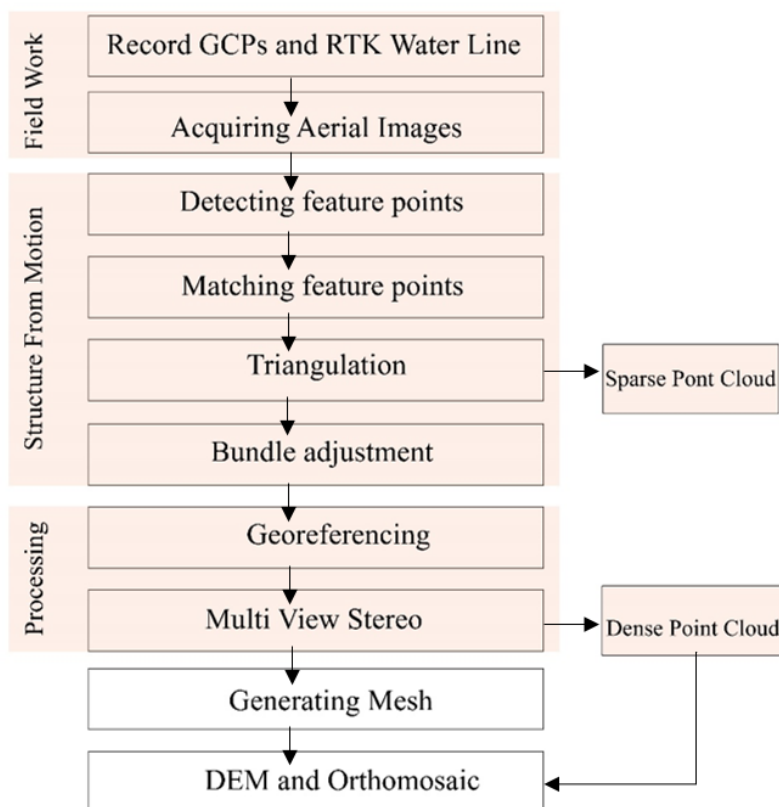 Field Work
Record GCPs and RTK Water Line
Acquiring Aerial Images
Structure From Motion
Detecting feature points
Matching feature points
Triangulation
Sparse Pont Cloud
Bundle adjustment
Processing
Georeferencing
Multi View Stereo
Dense Point Cloud
Generating Mesh
DEM and Orthomosaic